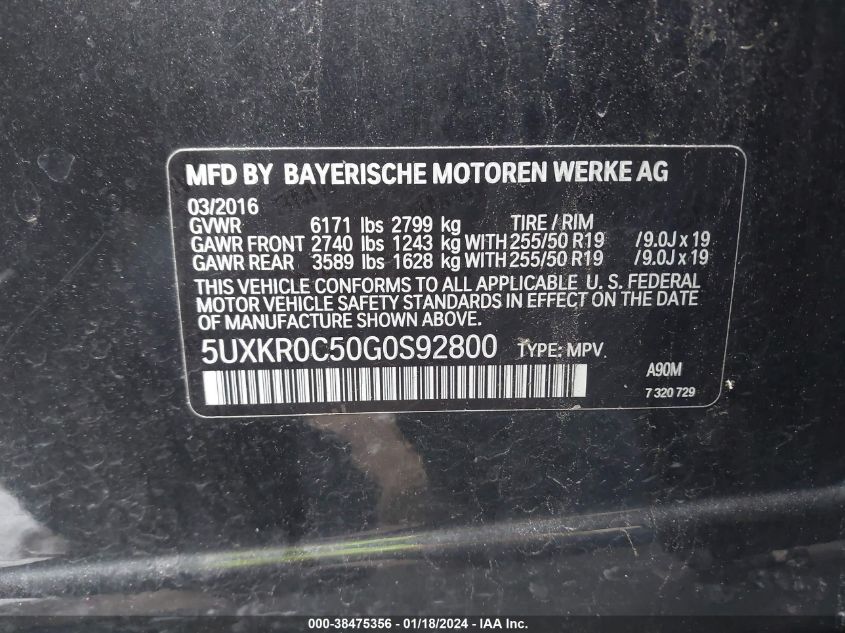 MFD BY BAYERISCHE MOTOREN WERKE AG
03/2016
GVWR 6171 lbs 2799 kg TIRE / RIM
GAWR FRONT 2740 lbs 1243 kg WITH 255/50 R19 /9.0J x 19
GAWR REAR 3589 lbs 1628 kg WITH 255/50 R19 /9.0J x 19
THIS VEHICLE CONFORMS TO ALL APPLICABLE U. S. FEDERAL
MOTOR VEHICLE SAFETY STANDARDS IN EFFECT ON THE DATE
OF MANUFACTURE SHOWN ABOVE.
5UXKR0C50G0S92800 TYPE: MPV
A90M
7 320 729
000-38475356 - 01/18/2024 - IAA Inc.